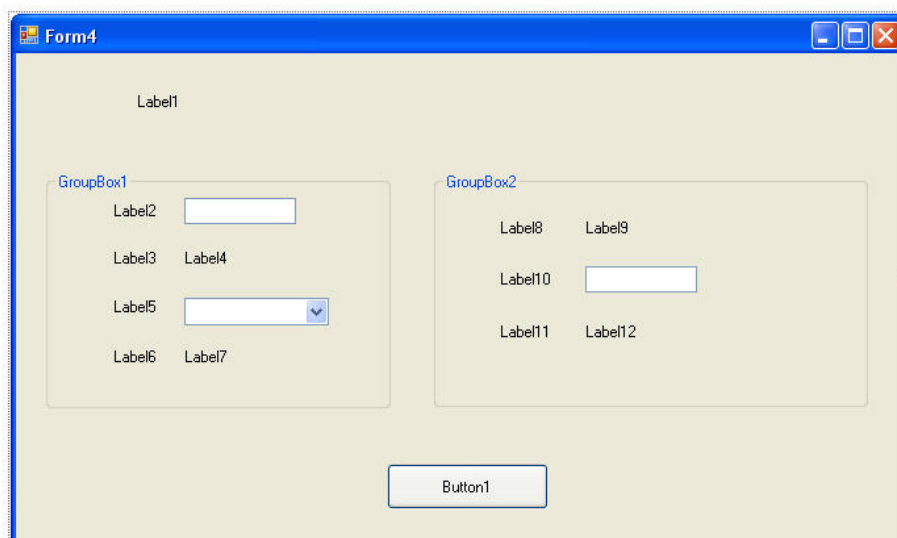 Form4
Label1
GroupBox1
Label2
Label3 Label4
Label5
Label6 Label7
GroupBox2
Label8 Label9
Label10
Label11 Label12
Button1